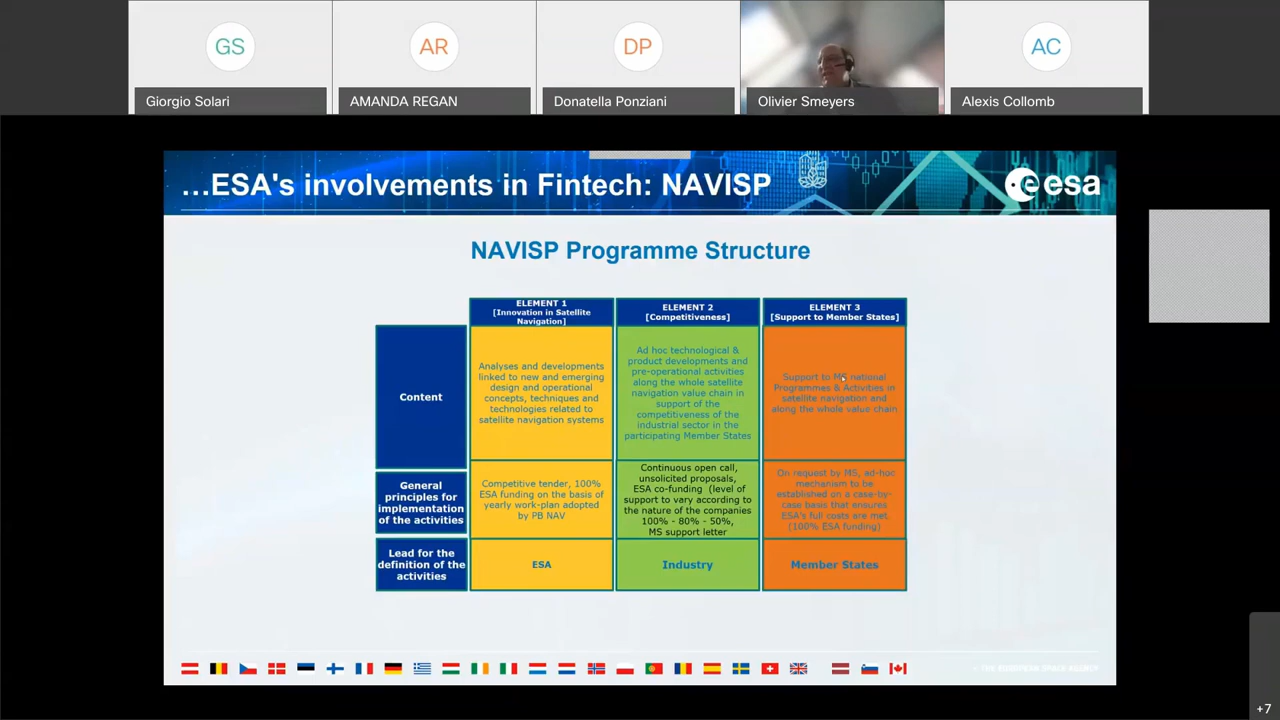 GS
AR
DP
AC
Giorgio Solari
AMANDA REGAN
Donatella Ponziani
Olivier Smeyers
Alexis Collomb
...ESA's involvements in Fintech: NAVISP
esa
NAVISP Programme Structure
ELEMENT 1
[Innovation in Satellite
Navigation]
ELEMENT 2
[Competitiveness]
ELEMENT 3
[Support to Member States]
Content
Analyses and developments
linked to new and emerging
design and operational
concepts, techniques and
technologies related to
satellite navigation systems
Ad hoc technological &
product developments and
pre-operational activities
along the whole satellite
navigation value chain in
support of the
competitiveness of the
industrial sector in the
participating Member States
Support to MS national
Programmes & Activities in
satellite navigation and
along the whole value chain
General
principles for
implementation
of the activities
Competitive tender, 100%
ESA funding on the basis of
yearly work-plan adopted
by PB NAV
Continuous open call,
unsolicited proposals,
ESA co-funding (level of
support to vary according to
the nature of the companies
100% - 80% - 50%,
MS support letter
On request by MS, ad-hoc
mechanism to be
established on a case-by-
case basis that ensures
ESA's full costs are met
(100% ESA funding)
Lead for the
definition of the
activities
ESA
Industry
Member States
© THE EUROPEAN SPACE AGENCY
+7